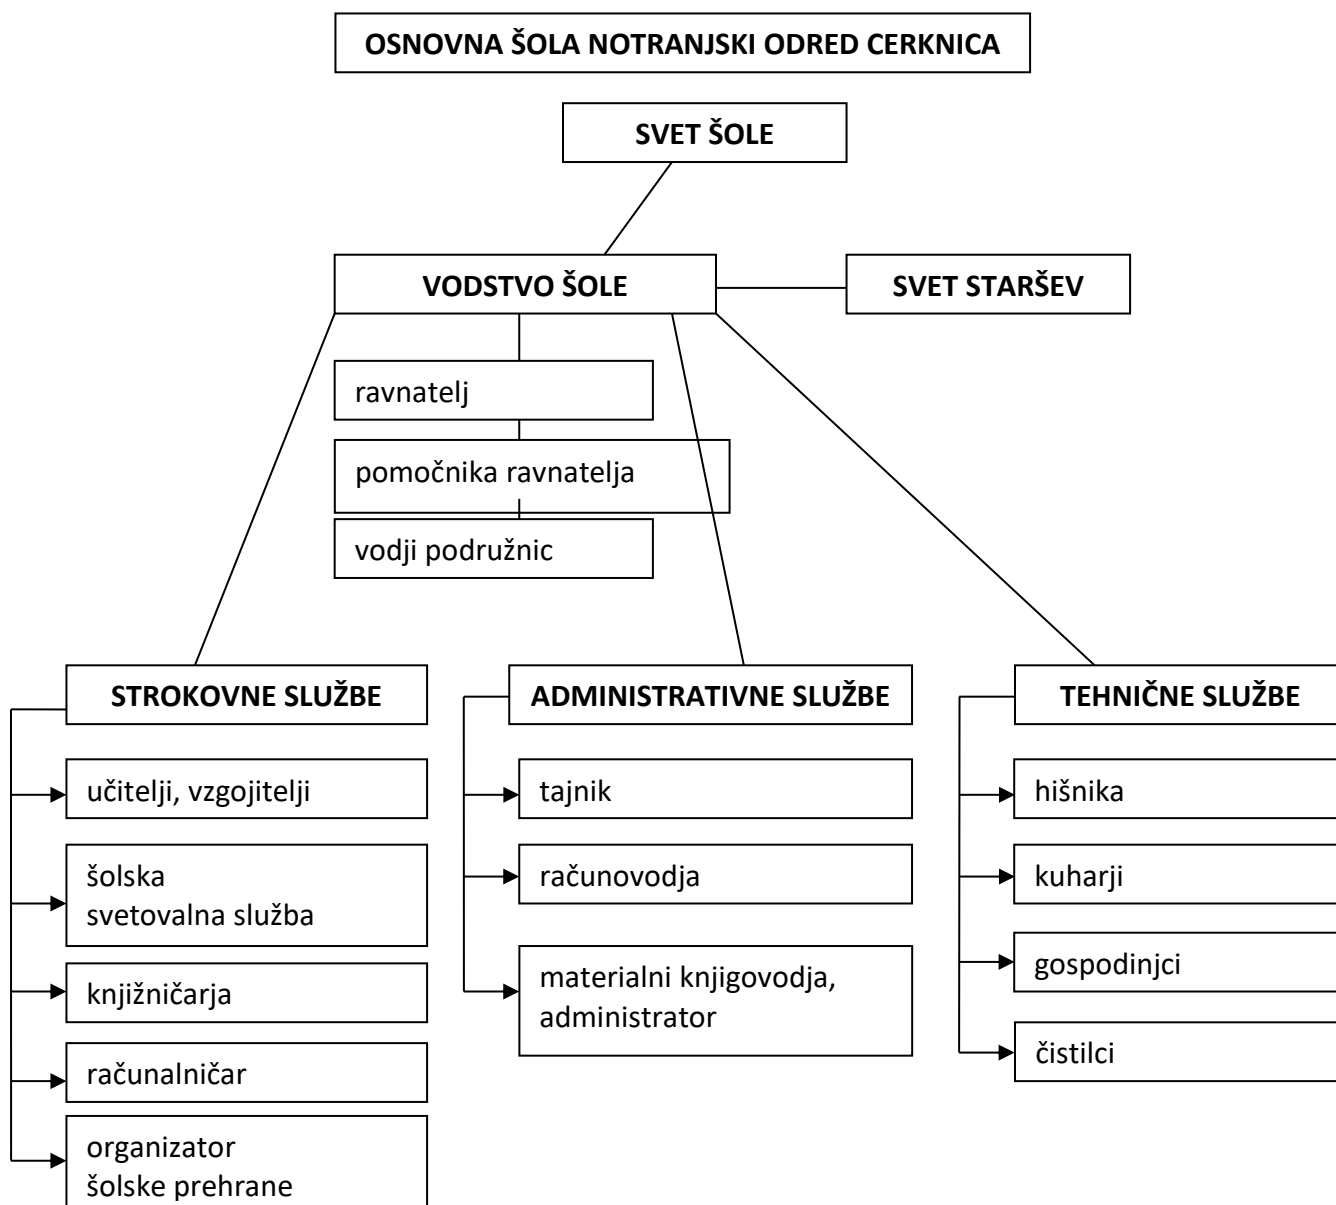 OSNOVNA ŠOLA NOTRANJSKI ODRED CERKNICA
SVET ŠOLE
VODSTVO ŠOLE
SVET STARŠEV
ravnatelj
pomočnika ravnatelja
vodji podružnic
STROKOVNE SLUŽBE
učitelji, vzgojitelji
šolska
svetovalna služba
knjižničarja
računalničar
organizator
šolske prehrane
ADMINISTRATIVNE SLUŽBE
tajnik
računovodja
materialni knjigovodja,
administrator
TEHNIČNE SLUŽBE
hišnika
kuharji
gospodinjci
čistilci